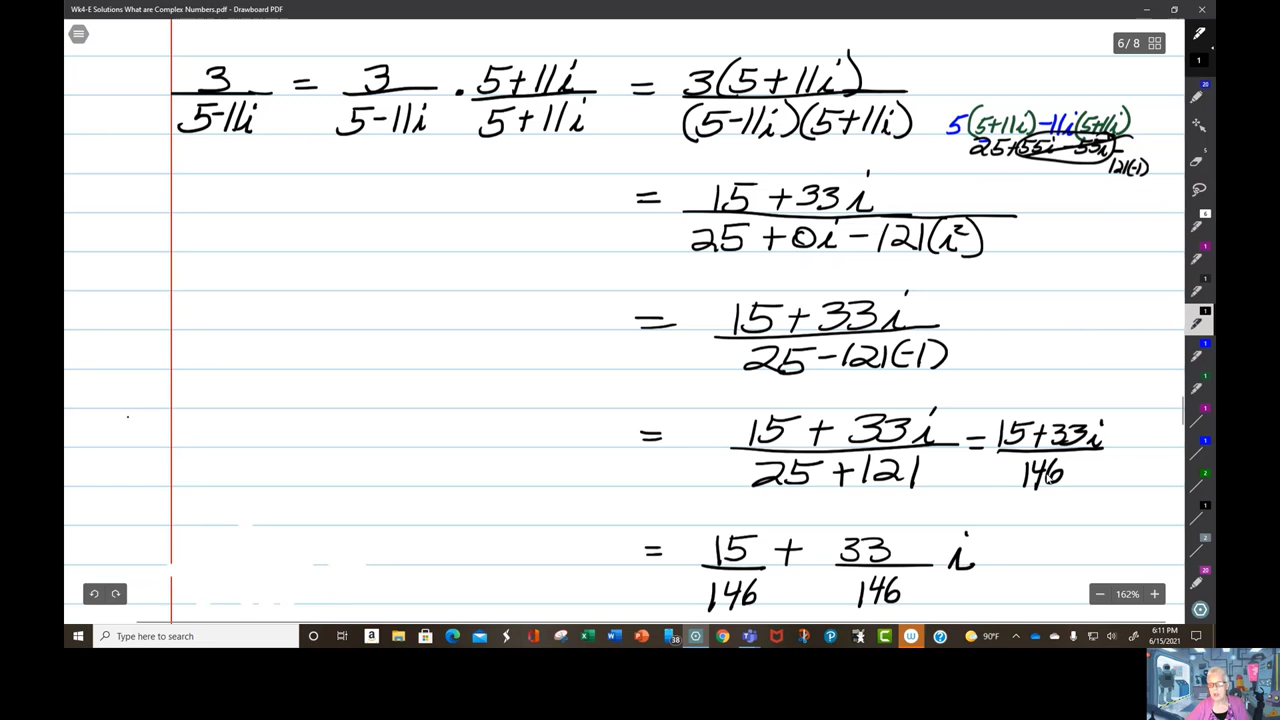 Wk4-E Solutions What are Complex Numbers.pdf - Drawboard PDF
6 / 8
3/(5-11i) = 3/(5-11i) · (5+11i)/(5+11i) = 3(5+11i)/((5-11i)(5+11i))
5(5+11i)-11i(5+11i)
25+55i-55i-
121(-1)
= (15+33i)/(25+0i-121(i²))
= (15+33i)/(25-121(-1))
= (15+33i)/(25+121) = (15+33i)/146
= 15/146 + 33/146 i
162%
Type here to search
90°F
6:11 PM
6/15/2021